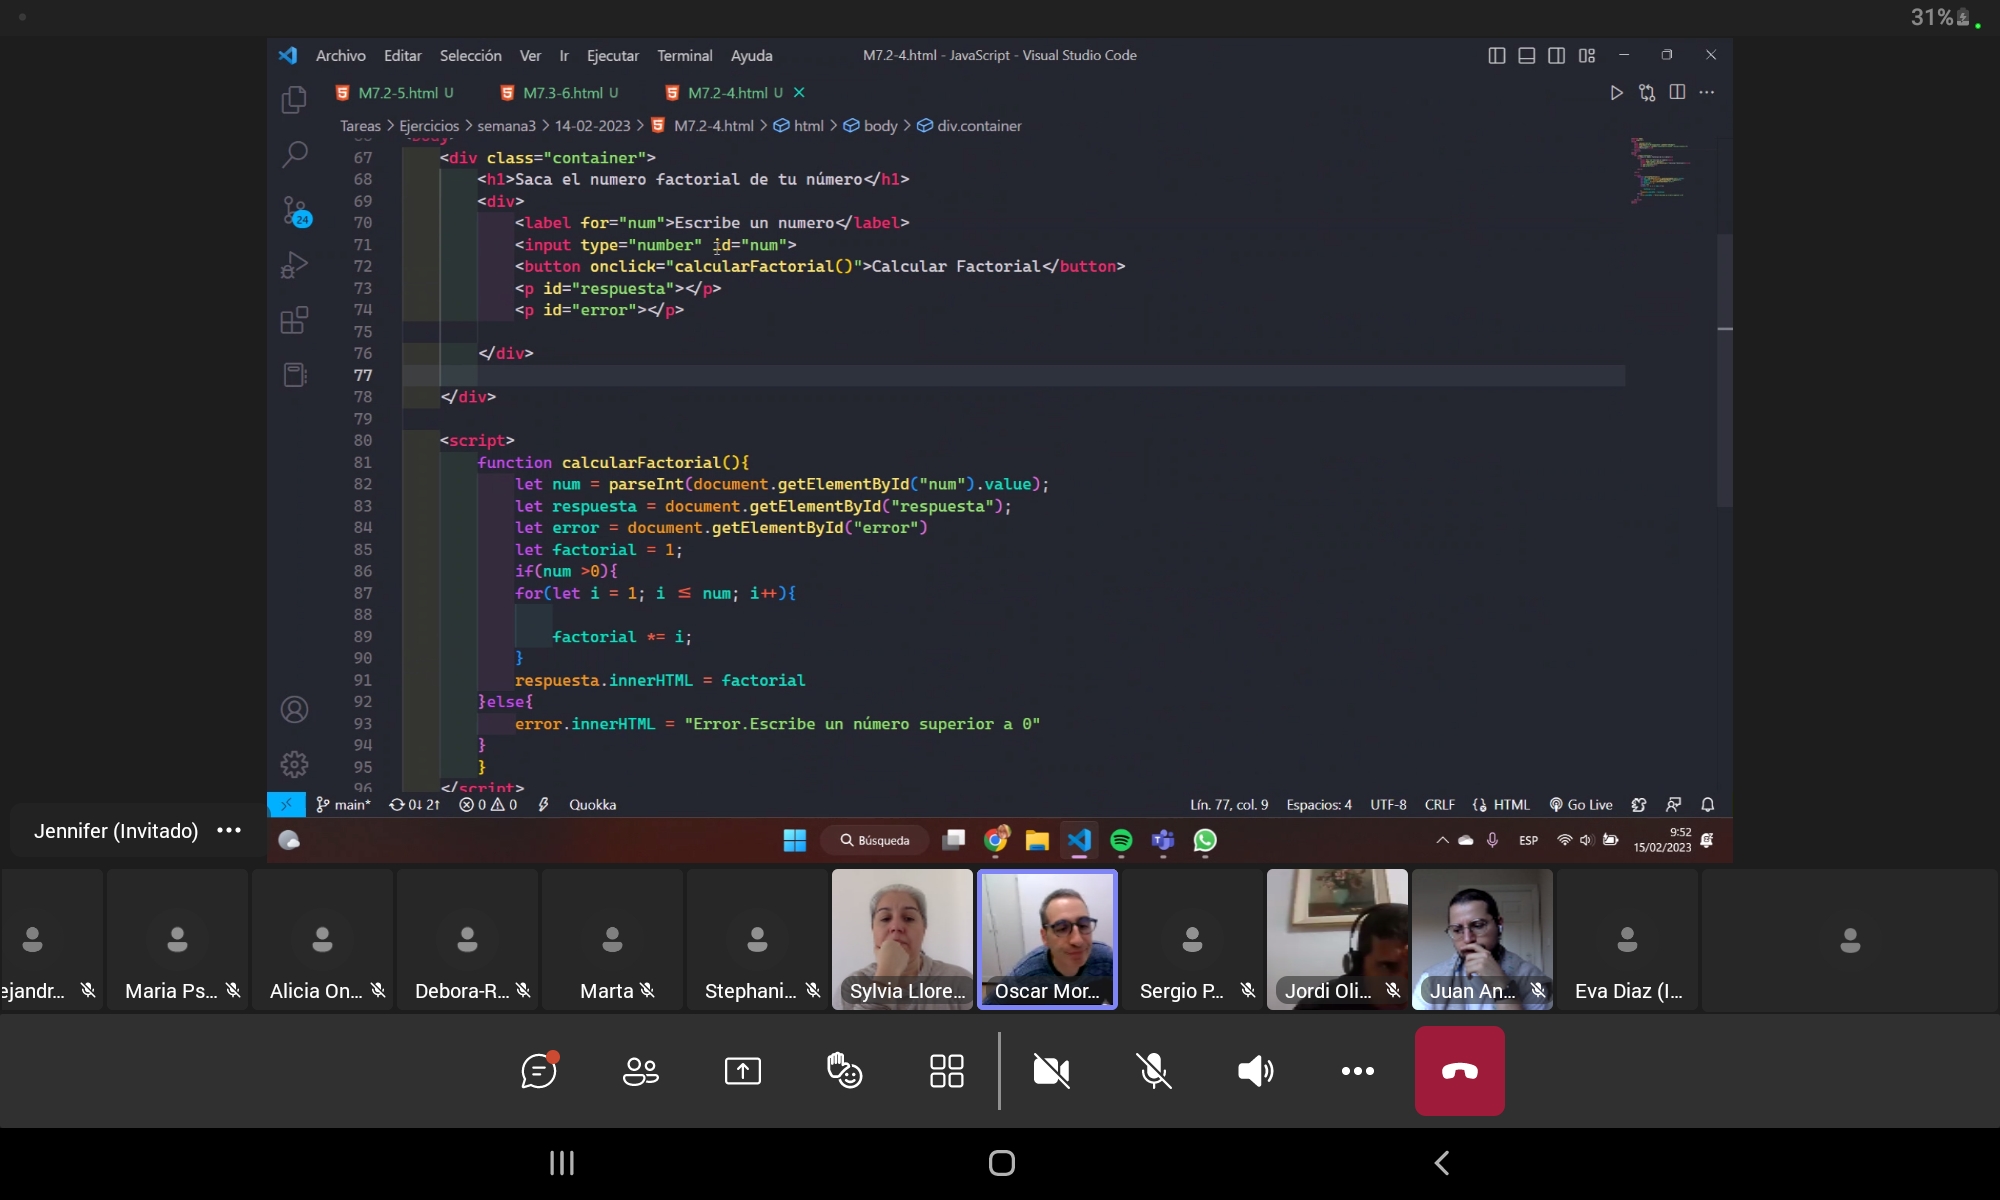 31%
Archivo Editar Selección Ver Ir Ejecutar Terminal Ayuda M7.2-4.html - JavaScript - Visual Studio Code
M7.2-5.html U M7.3-6.html U M7.2-4.html U
Tareas > Ejercicios > semana3 > 14-02-2023 > M7.2-4.html > html > body > div.container
67 <div class="container">
68 <h1>Saca el numero factorial de tu número</h1>
69 <div>
70 <label for="num">Escribe un numero</label>
71 <input type="number" id="num">
72 <button onclick="calcularFactorial()">Calcular Factorial</button>
73 <p id="respuesta"></p>
74 <p id="error"></p>
75
76 </div>
77
78 </div>
79
80 <script>
81 function calcularFactorial(){
82 let num = parseInt(document.getElementById("num").value);
83 let respuesta = document.getElementById("respuesta");
84 let error = document.getElementById("error")
85 let factorial = 1;
86 if(num >0){
87 for(let i = 1; i ≤ num; i++){
88
89 factorial *= i;
90 }
91 respuesta.innerHTML = factorial
92 }else{
93 error.innerHTML = "Error.Escribe un número superior a 0"
94 }
95 }
96 </script>
24
main* 0↓ 2↑ 0 0 Quokka Lín. 77, col. 9 Espacios: 4 UTF-8 CRLF HTML Go Live
Jennifer (Invitado) •••
Búsqueda ESP 9:52
15/02/2023
ejandr... Maria Ps... Alicia On... Debora-R... Marta Stephani... Sylvia Llore... Oscar Mor... Sergio P... Jordi Oli... Juan An... Eva Diaz (I...